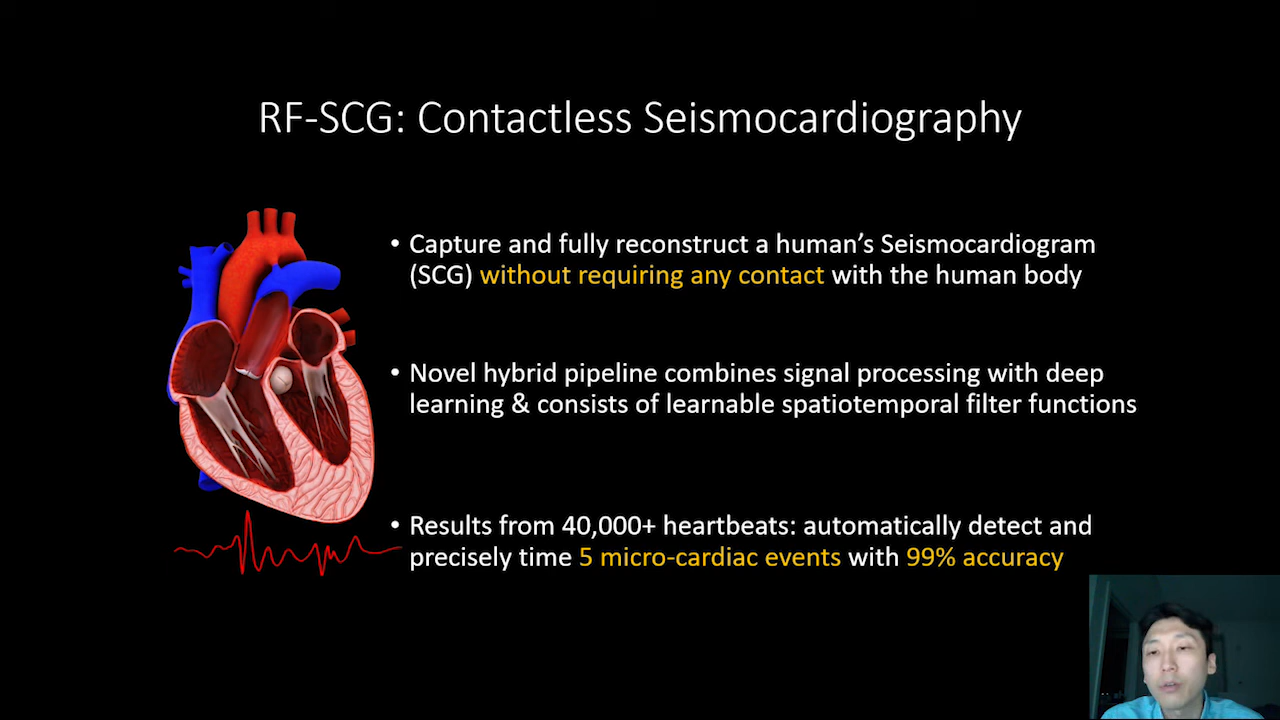 RF-SCG: Contactless Seismocardiography
• Capture and fully reconstruct a human’s Seismocardiogram
(SCG) without requiring any contact with the human body
• Novel hybrid pipeline combines signal processing with deep
learning & consists of learnable spatiotemporal filter functions
• Results from 40,000+ heartbeats: automatically detect and
precisely time 5 micro-cardiac events with 99% accuracy